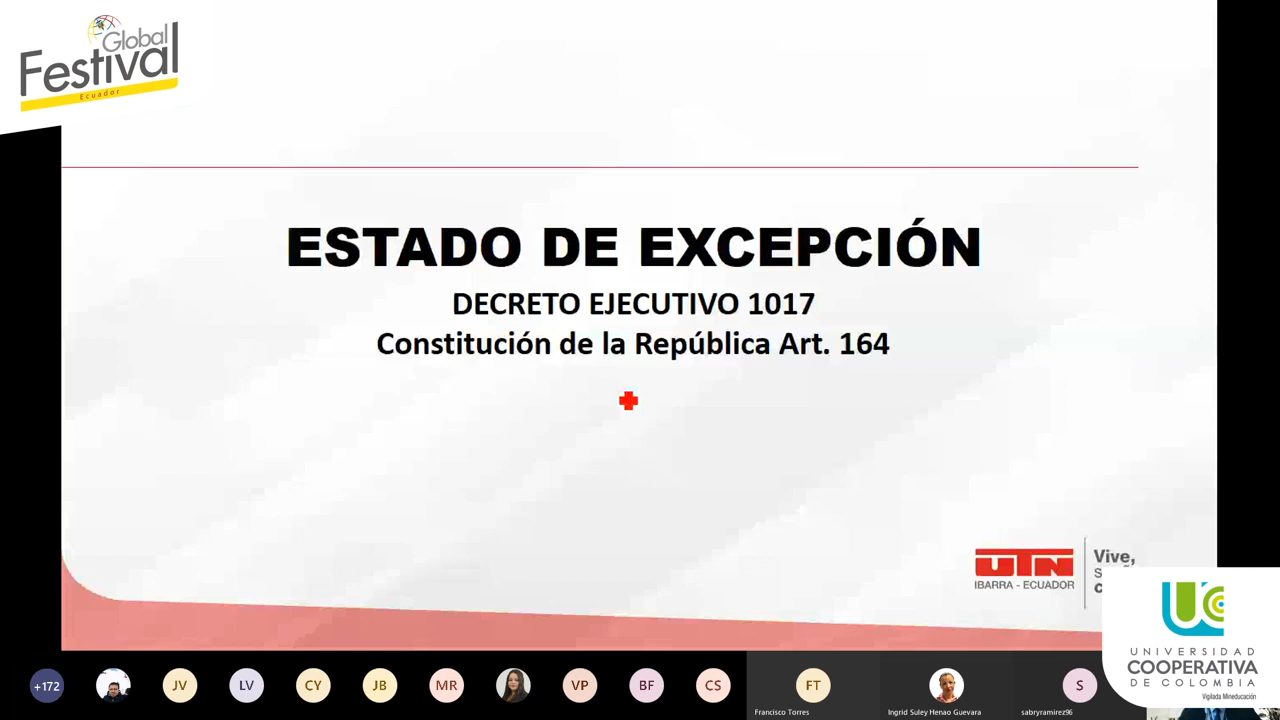 Global
Festival
Ecuador
ESTADO DE EXCEPCIÓN
DECRETO EJECUTIVO 1017
Constitución de la República Art. 164
UTN
IBARRA - ECUADOR
Vive,
UC
UNIVERSIDAD
COOPERATIVA
DE COLOMBIA
Vigilada Mineducación
+172
JV
LV
CY
JB
MR
VP
BF
CS
FT
S
Francisco Torres
Ingrid Suley Henao Guevara
sabryramirez96